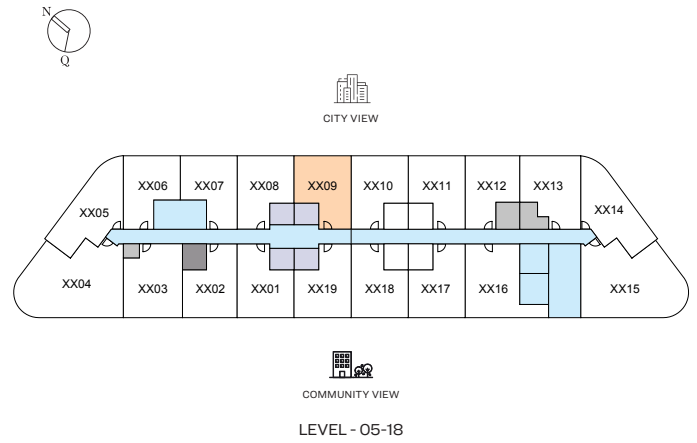 N
Q
CITY VIEW
XX06 XX07 XX08 XX09 XX10 XX11 XX12 XX13
XX05 XX14
XX04 XX03 XX02 XX01 XX19 XX18 XX17 XX16 XX15
COMMUNITY VIEW
LEVEL - 05-18